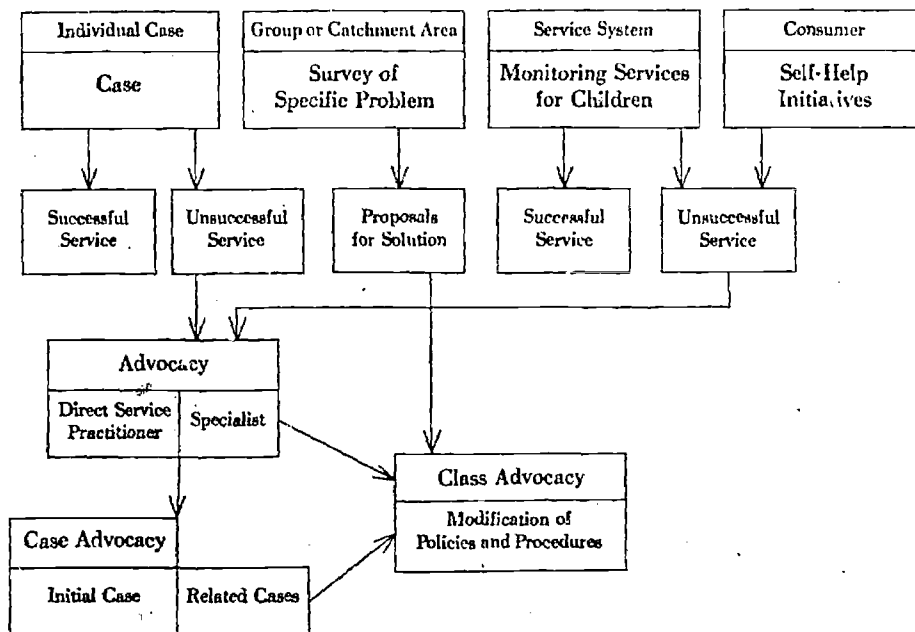 Individual Case
Case
Group or Catchment Area
Survey of
Specific Problem
Service System
Monitoring Services
for Children
Consumer
Self-Help
Initiatives
Successful
Service
Unsuccessful
Service
Proposals
for Solution
Successful
Service
Unsuccessful
Service
Advocacy
Direct Service
Practitioner
Specialist
Class Advocacy
Modification of
Policies and Procedures
Case Advocacy
Initial Case
Related Cases